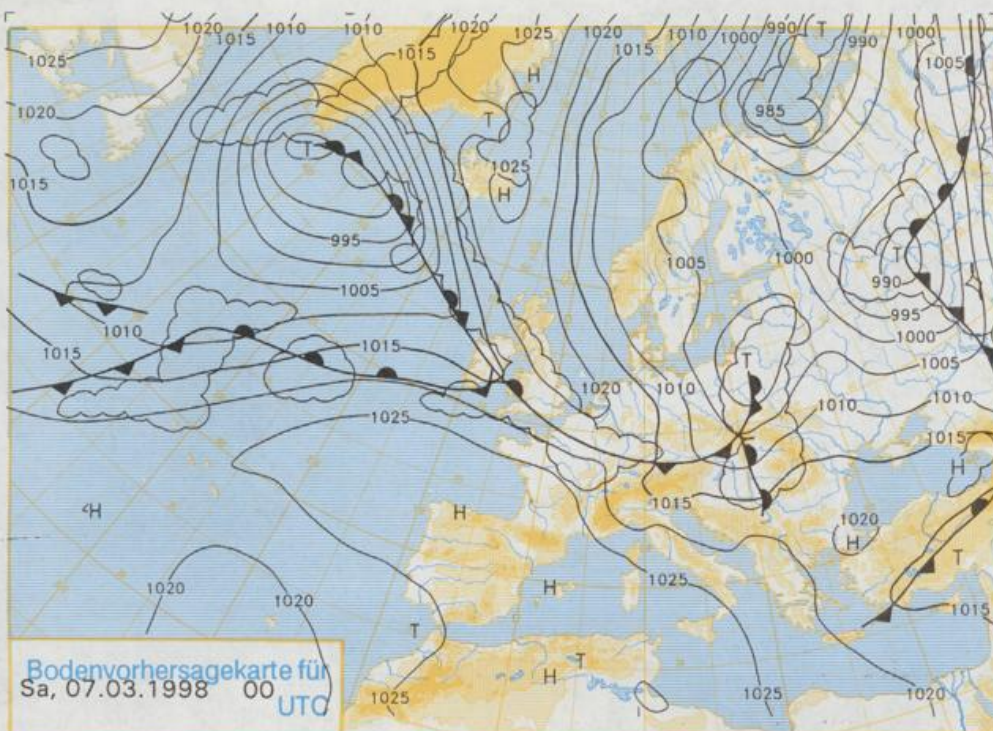 1020 1010 1010 1020 1025 1020 1015 1010 1000 990 990 1000
1025 1015 1015 T 1005
H
1020 985
T
T 1025
1015 H
995 1005 1000 T
990
1005 995
1010 1000
1015 1015 T 1005
1020 1010 1010 1010
1025 1015
H
1015
H H 1020
H
T
1020 1020 H 1025 1015
T
Bodenvorhersagekarte für T
Sa, 07.03.1998 00 H
UTC 1025 1025 1020